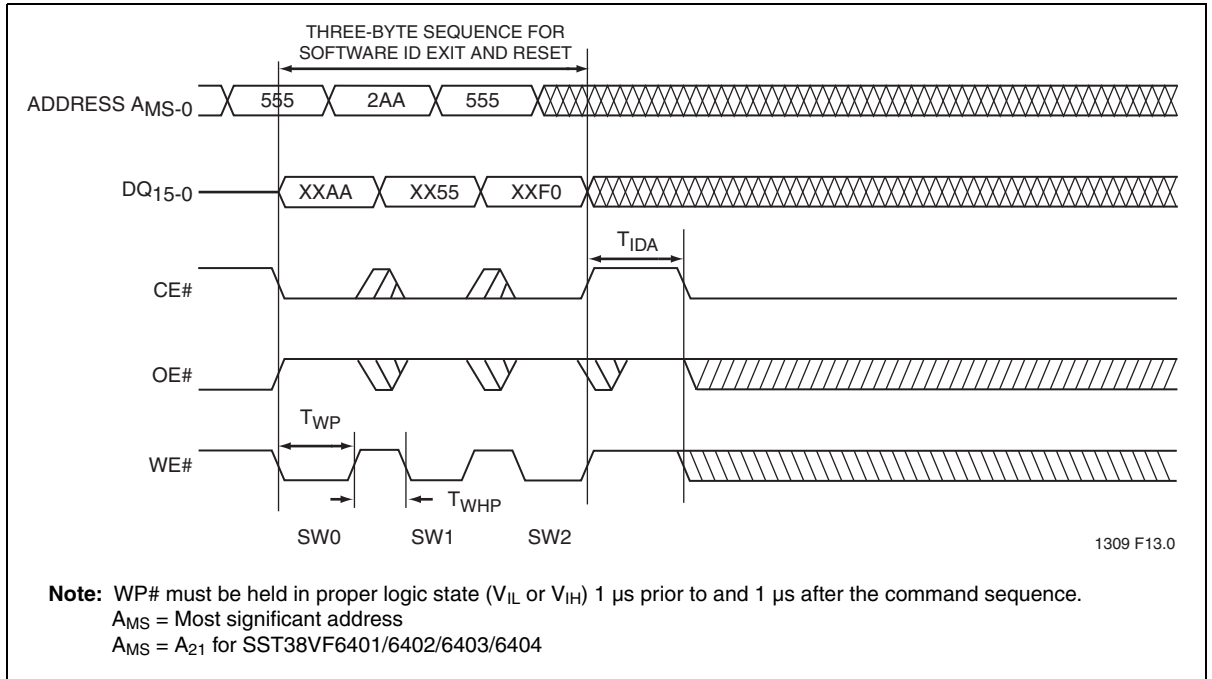 THREE-BYTE SEQUENCE FOR
SOFTWARE ID EXIT AND RESET
ADDRESS AMS-0
555
2AA
555
DQ15-0
XXAA
XX55
XXF0
TIDA
CE#
OE#
TWP
WE#
TWHP
SW0
SW1
SW2
1309 F13.0
Note: WP# must be held in proper logic state (VIL or VIH) 1 µs prior to and 1 µs after the command sequence.
AMS = Most significant address
AMS = A21 for SST38VF6401/6402/6403/6404